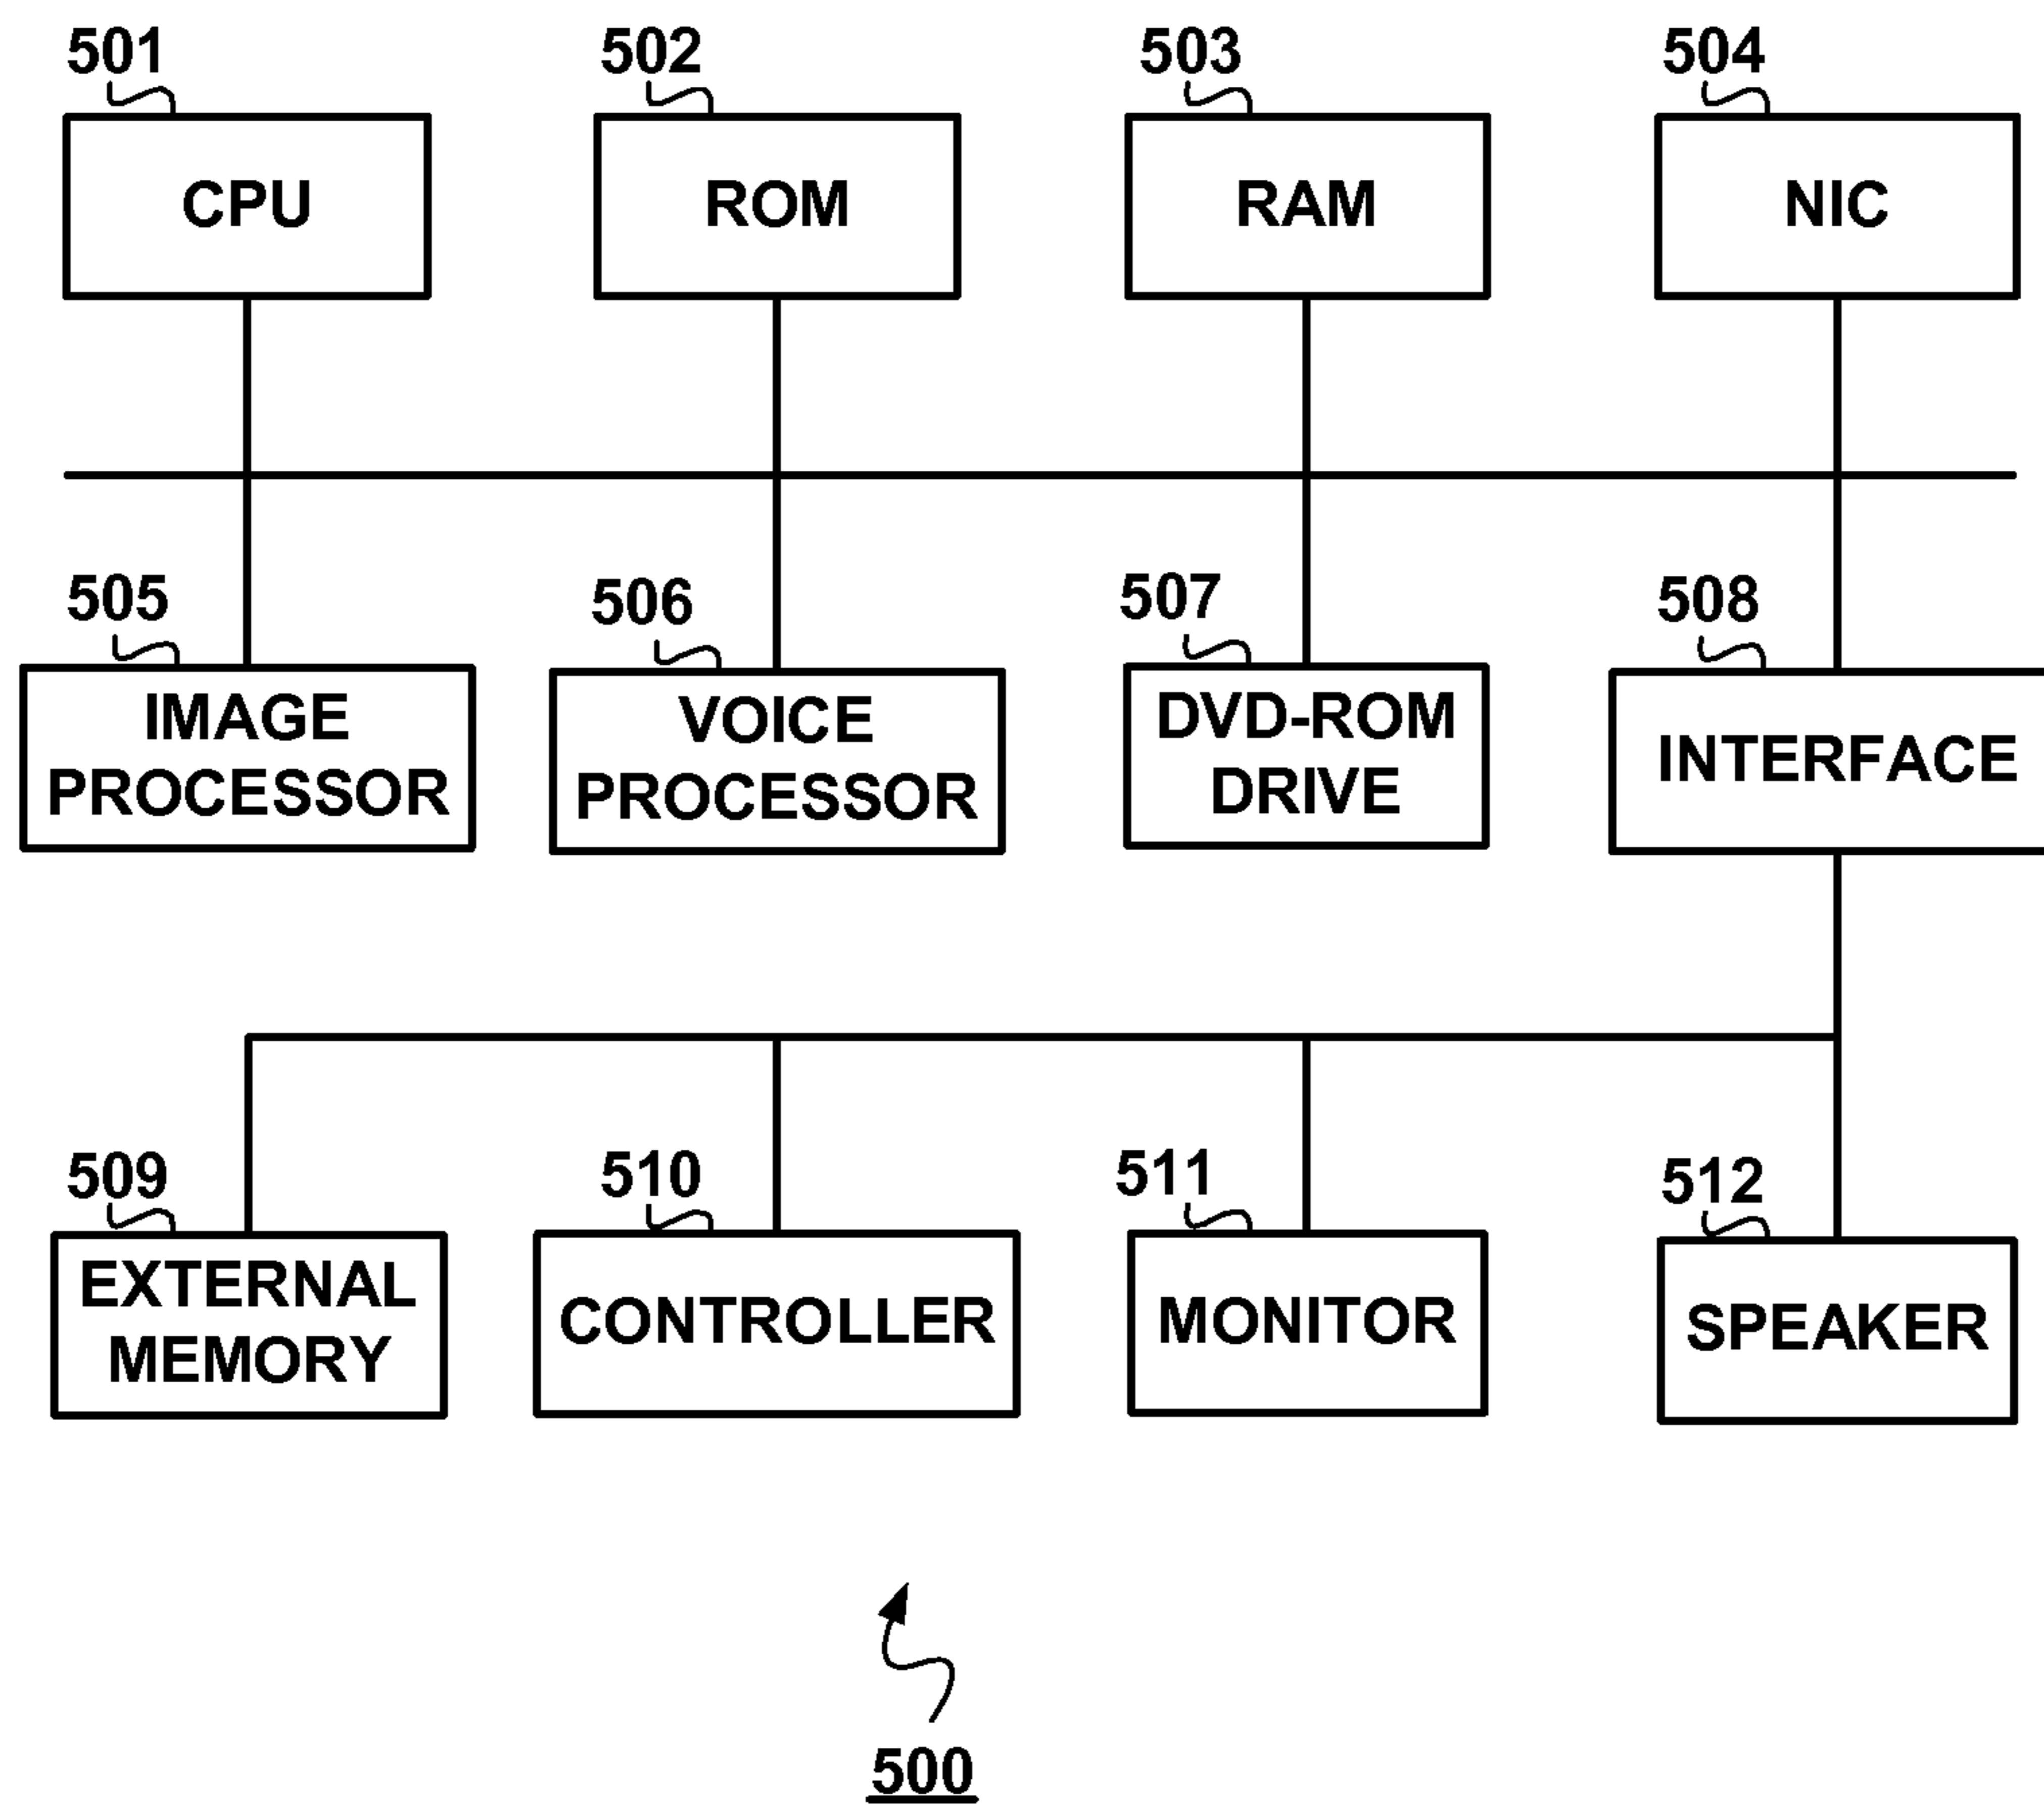 501
502
503
504
CPU
ROM
RAM
NIC
505
506
507
508
IMAGE
PROCESSOR
VOICE
PROCESSOR
DVD-ROM
DRIVE
INTERFACE
509
510
511
512
EXTERNAL
MEMORY
CONTROLLER
MONITOR
SPEAKER
500